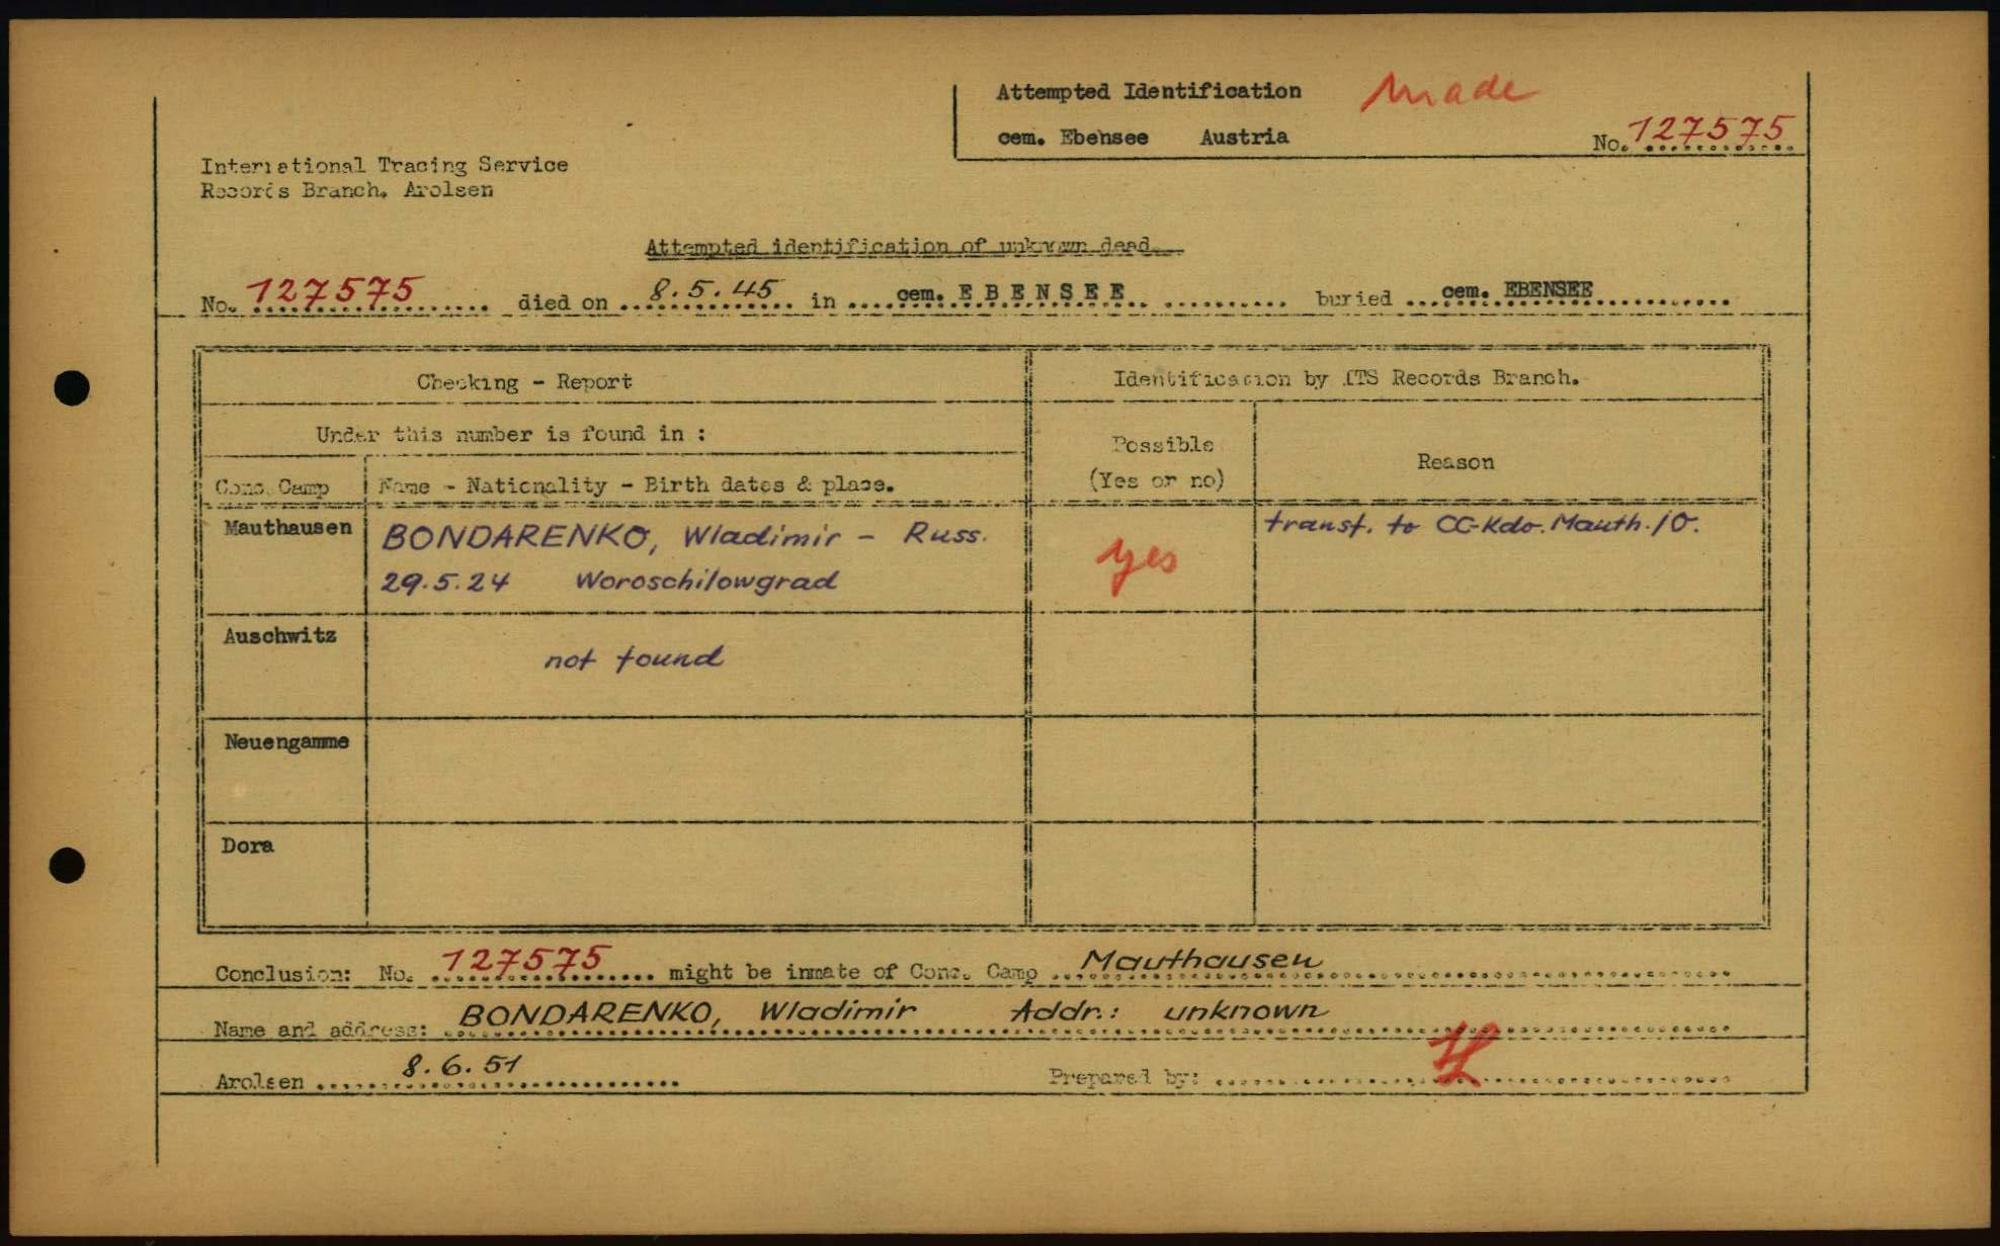 Attempted Identification made
cem. Ebensee Austria No. 127575
International Tracing Service
Records Branch, Arolsen
Attempted identification of unknown dead
No. 127575 died on 8.5.45 in cem. EBENSEE buried cem. EBENSEE
Checking - Report
Identification by ITS Records Branch.
Under this number is found in :
Possible
(Yes or no)
Reason
Conc. Camp Name - Nationality - Birth dates & place.
Mauthausen BONDARENKO, Wladimir - Russ. yes transf. to CC-Kdo. Mauth./O.
29.5.24 Woroschilowgrad
Auschwitz not found
Neuengamme
Dora
Conclusion: No. 127575 might be inmate of Conc. Camp Mauthausen
Name and address: BONDARENKO, Wladimir Addr.: unknown
Arolsen 8.6.51 Prepared by: